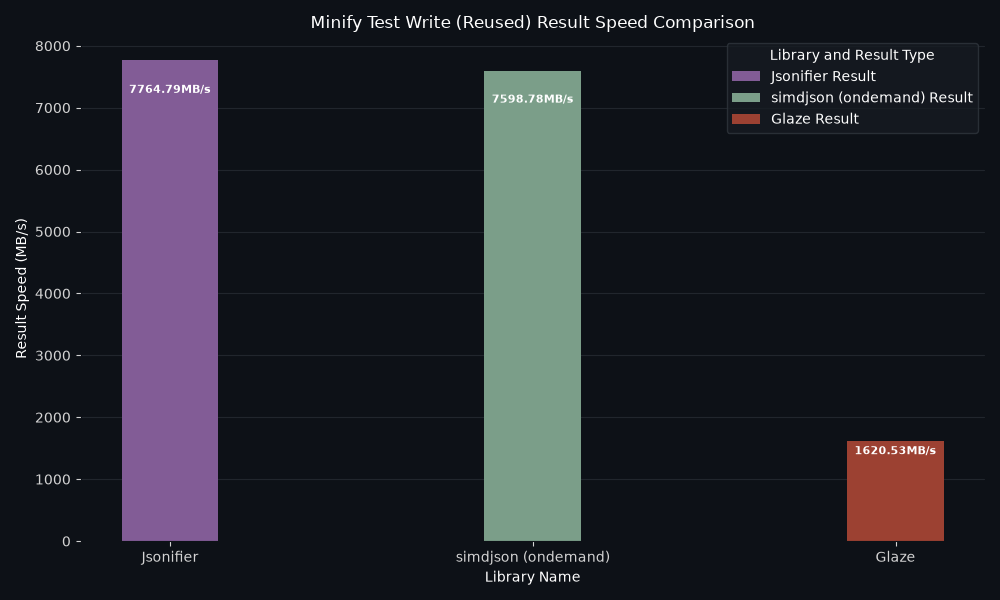 Minify Test Write (Reused) Result Speed Comparison
Library and Result Type
Jsonifier Result
simdjson (ondemand) Result
Glaze Result
Result Speed (MB/s)
8000
7000
6000
5000
4000
3000
2000
1000
0
7764.79MB/s
7598.78MB/s
1620.53MB/s
Jsonifier
simdjson (ondemand)
Glaze
Library Name